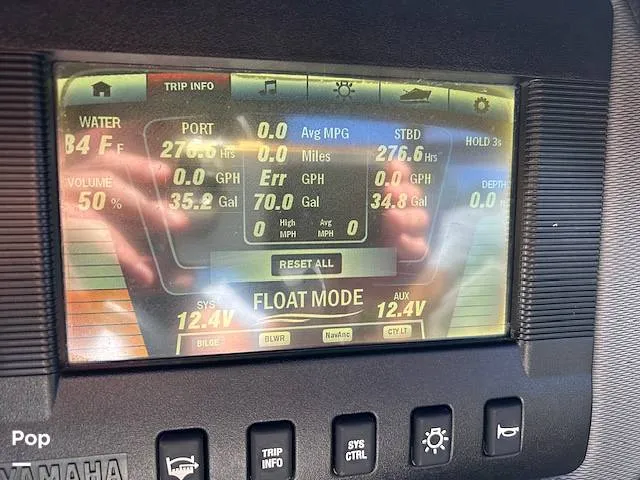 TRIP INFO
WATER
84 F F
VOLUME
50 %
PORT
276.6 Hrs
0.0 GPH
35.2 Gal
0.0 Avg MPG
0.0 Miles
Err GPH
70.0 Gal
0 High MPH Avg MPH 0
STBD
276.6 Hrs
0.0 GPH
34.8 Gal
HOLD 3s
DEPTH
0.0
RESET ALL
FLOAT MODE
SYS
12.4V
AUX
12.4V
BILGE
BLWR
NavAnc
CTY.LT
TRIP INFO
SYS CTRL
Pop
YAMAHA